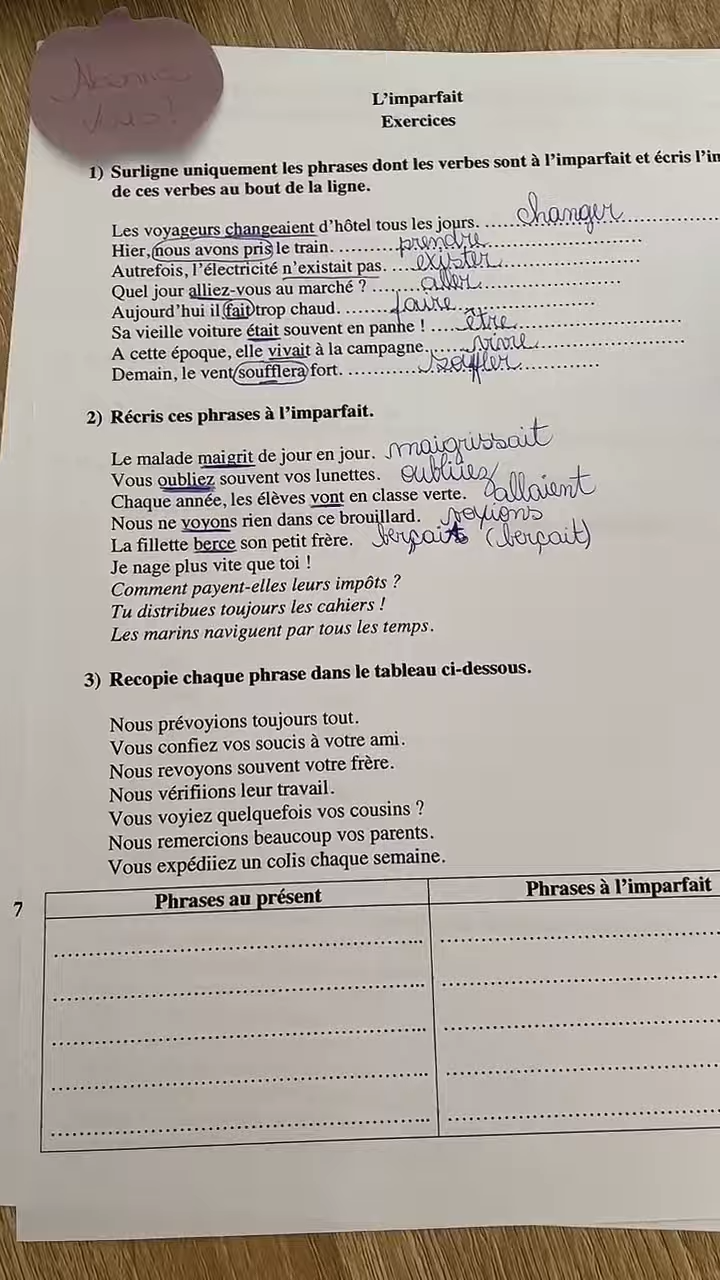 Abonne
Vous !
L'imparfait
Exercices
1) Surligne uniquement les phrases dont les verbes sont à l'imparfait et écris l'in
de ces verbes au bout de la ligne.
Les voyageurs changeaient d'hôtel tous les jours. changer
Hier, nous avons pris le train. prendre
Autrefois, l'électricité n'existait pas. exister
Quel jour alliez-vous au marché ? aller
Aujourd'hui il fait trop chaud. faire
Sa vieille voiture était souvent en panne ! être
A cette époque, elle vivait à la campagne. vivre
Demain, le vent soufflera fort. souffler
2) Récris ces phrases à l'imparfait.
Le malade maigrit de jour en jour. maigrissait
Vous oubliez souvent vos lunettes. oubliiez
Chaque année, les élèves vont en classe verte. allaient
Nous ne voyons rien dans ce brouillard. voyions
La fillette berce son petit frère. berçait (berçait)
Je nage plus vite que toi !
Comment payent-elles leurs impôts ?
Tu distribues toujours les cahiers !
Les marins naviguent par tous les temps.
3) Recopie chaque phrase dans le tableau ci-dessous.
Nous prévoyions toujours tout.
Vous confiez vos soucis à votre ami.
Nous revoyons souvent votre frère.
Nous vérifiions leur travail.
Vous voyiez quelquefois vos cousins ?
Nous remercions beaucoup vos parents.
Vous expédiiez un colis chaque semaine.
7
Phrases au présent Phrases à l'imparfait